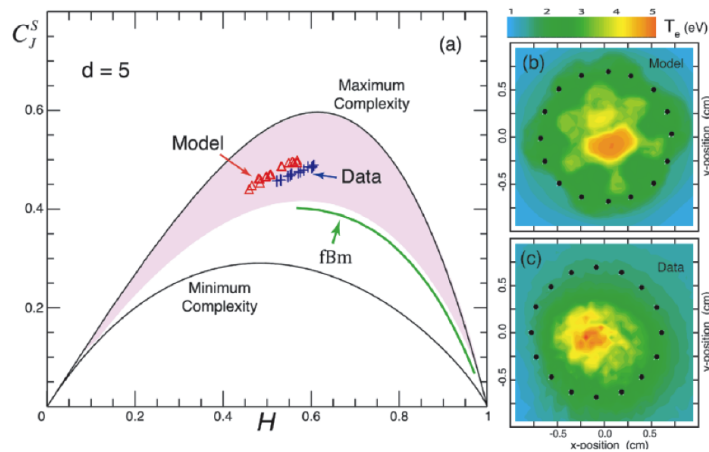 C_J^S
(a)
d = 5
Maximum
Complexity
Model
Data
fBm
Minimum
Complexity
0.8
0.6
0.4
0.2
0
0.2
0.4
0.6
0.8
1
H
1 2 3 4 5
T_e (eV)
(b)
Model
0.5
0.0
-0.5
y-position (cm)
(c)
Data
0.5
0.0
-0.5
y-position (cm)
-0.5 0.0 0.5
x-position (cm)